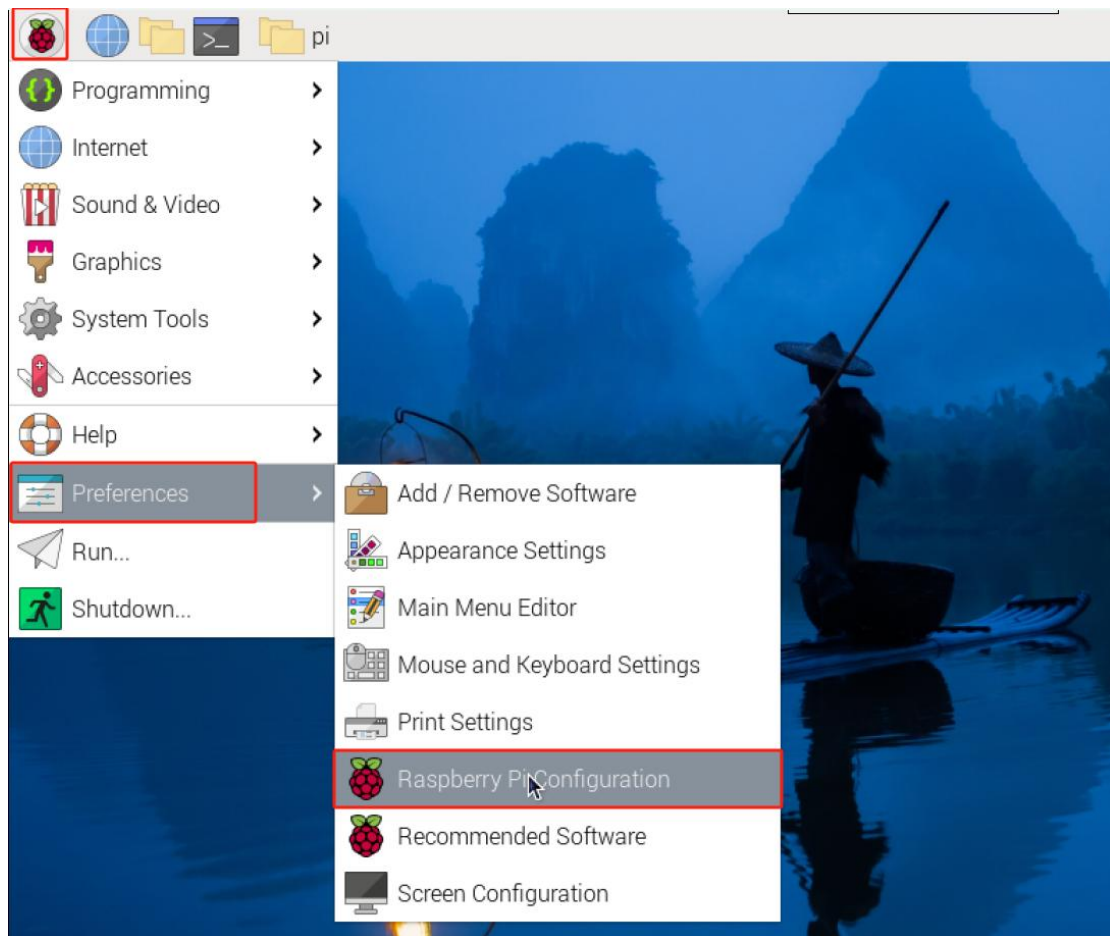 pi
Programming
Internet
Sound & Video
Graphics
System Tools
Accessories
Help
Preferences
Run...
Shutdown...
Add / Remove Software
Appearance Settings
Main Menu Editor
Mouse and Keyboard Settings
Print Settings
Raspberry Pi Configuration
Recommended Software
Screen Configuration